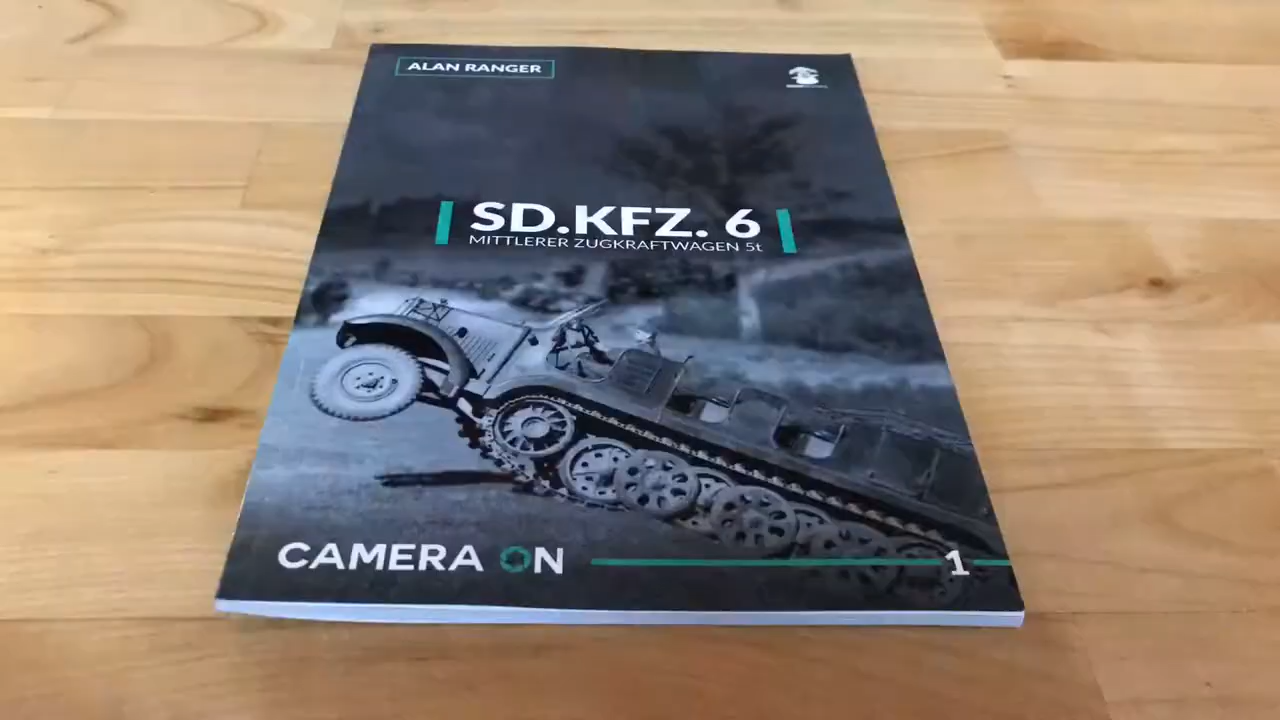 ALAN RANGER
SD.KFZ. 6
MITTLERER ZUGKRAFTWAGEN 5t
CAMERA ON
1